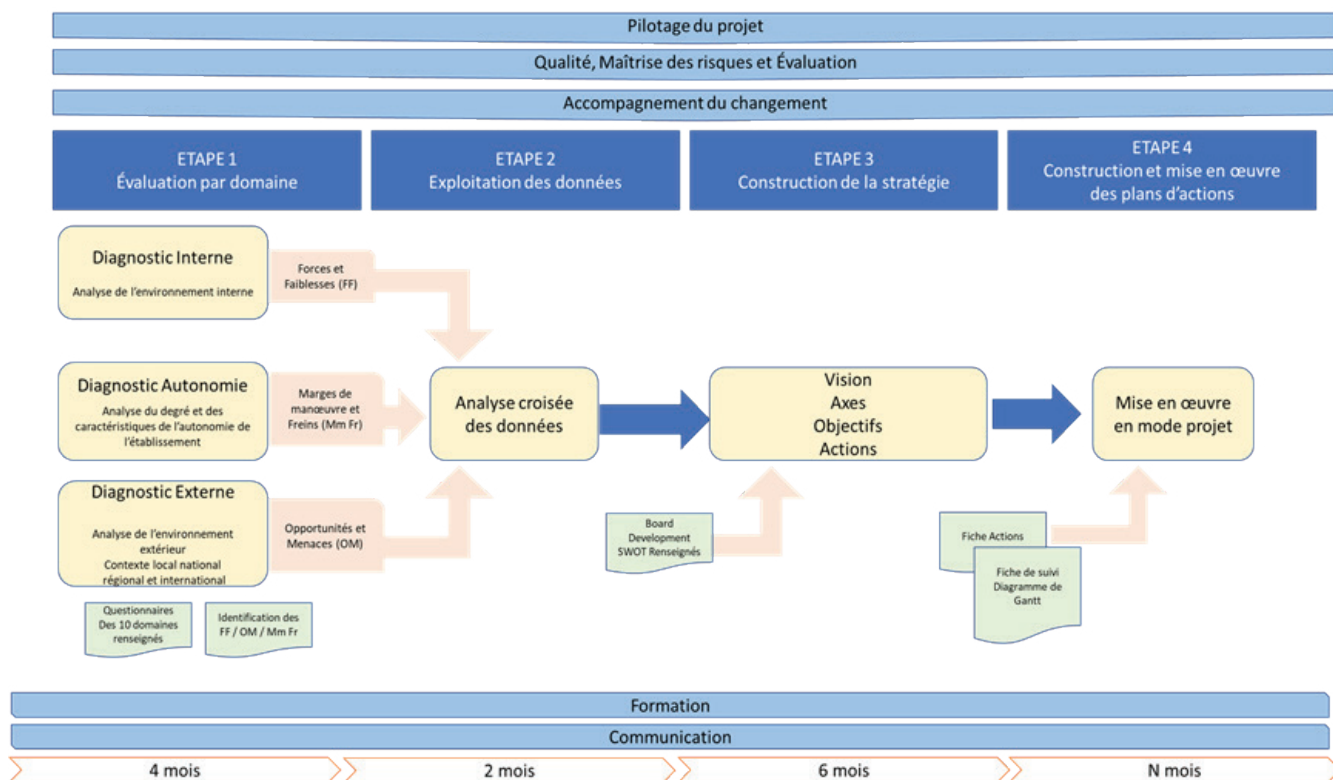 Pilotage du projet
Qualité, Maîtrise des risques et Évaluation
Accompagnement du changement
ETAPE 1
Évaluation par domaine
ETAPE 2
Exploitation des données
ETAPE 3
Construction de la stratégie
ETAPE 4
Construction et mise en œuvre
des plans d'actions
Diagnostic Interne
Analyse de l'environnement interne
Forces et
Faiblesses (FF)
Diagnostic Autonomie
Analyse du degré et des
caractéristiques de l'autonomie de
l'établissement
Marges de
manœuvre et
Freins (Mm Fr)
Analyse croisée
des données
Vision
Axes
Objectifs
Actions
Mise en œuvre
en mode projet
Diagnostic Externe
Analyse de l'environnement
extérieur
Contexte local national
régional et international
Opportunités et
Menaces (OM)
Board
Development
SWOT Renseignés
Fiche Actions
Fiche de suivi
Diagramme de
Gantt
Questionnaires
Des 10 domaines
renseignés
Identification des
FF / OM / Mm Fr
Formation
Communication
4 mois
2 mois
6 mois
N mois